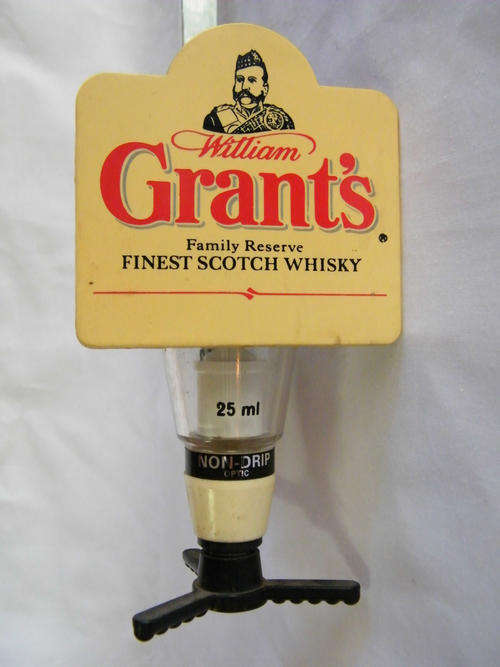 William
Grant's
Family Reserve
FINEST SCOTCH WHISKY
25 ml
NON-DRIP
OPTIC